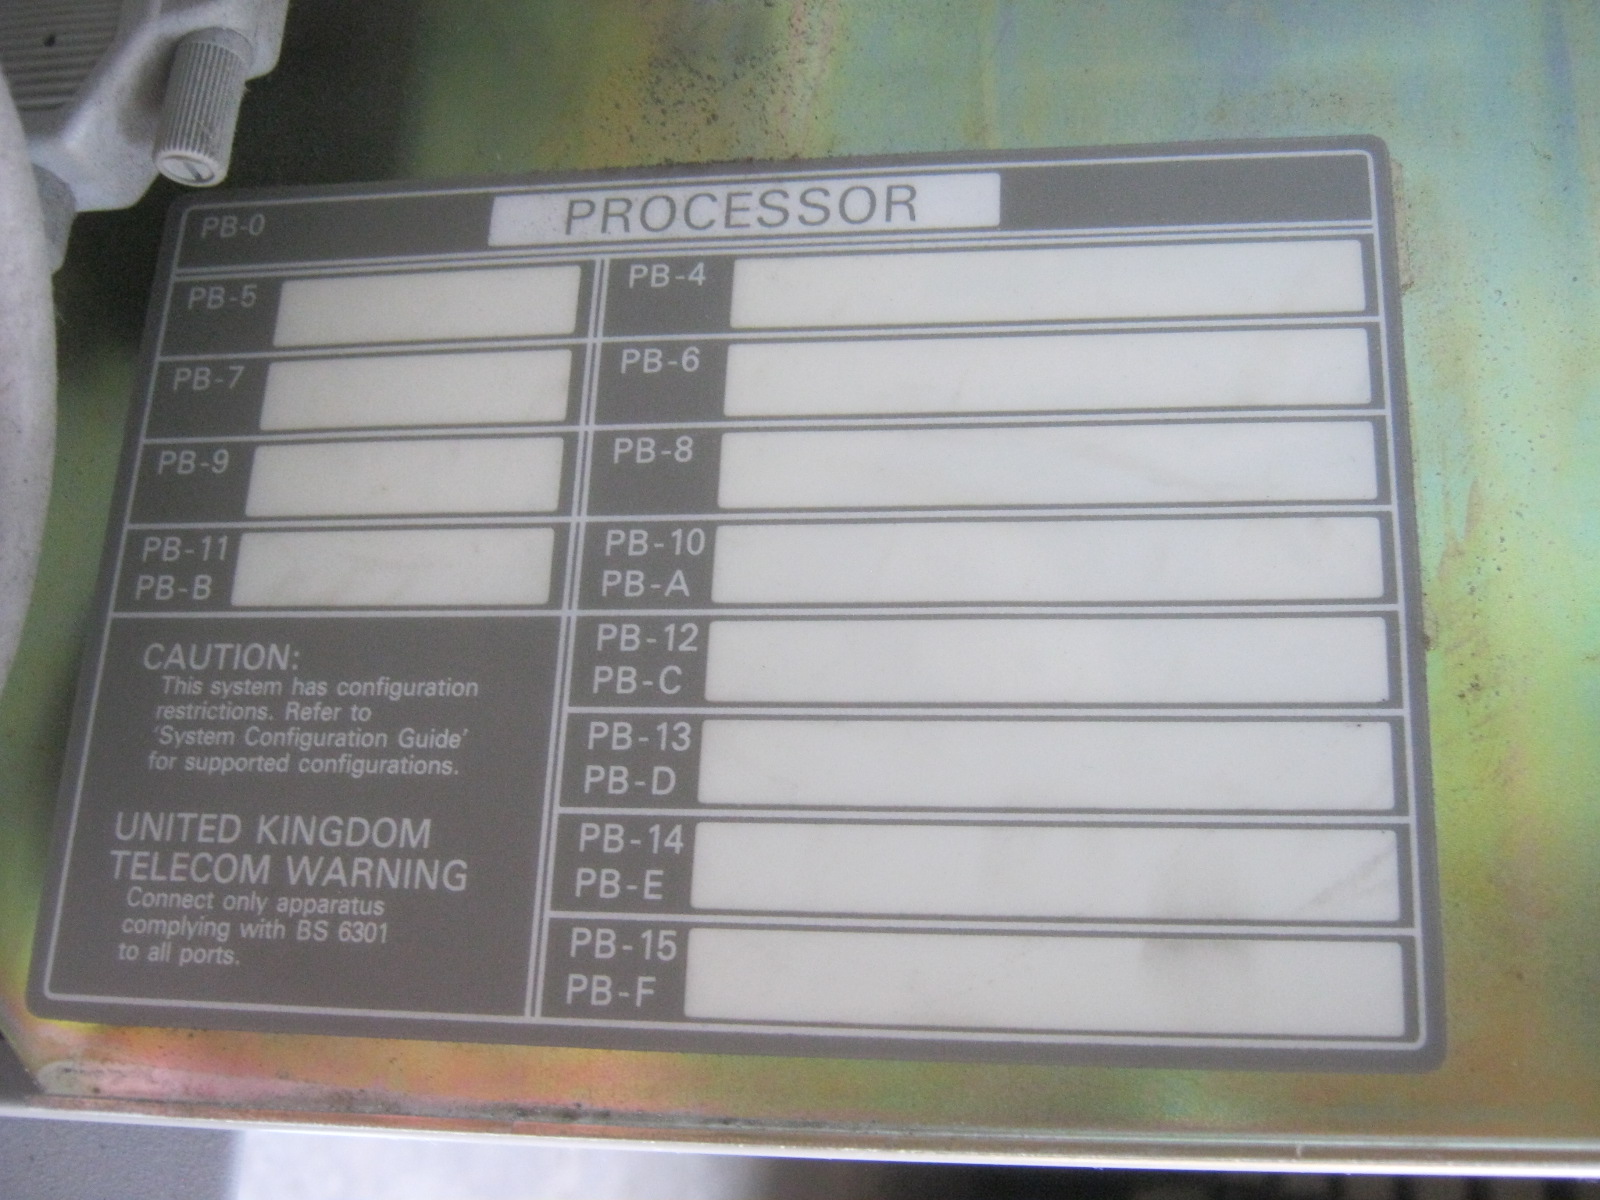 PB-0 PROCESSOR
PB-5
PB-4
PB-7
PB-6
PB-9
PB-8
PB-11
PB-B
PB-10
PB-A
CAUTION:
This system has configuration
restrictions. Refer to
'System Configuration Guide'
for supported configurations.
UNITED KINGDOM
TELECOM WARNING
Connect only apparatus
complying with BS 6301
to all ports.
PB-12
PB-C
PB-13
PB-D
PB-14
PB-E
PB-15
PB-F